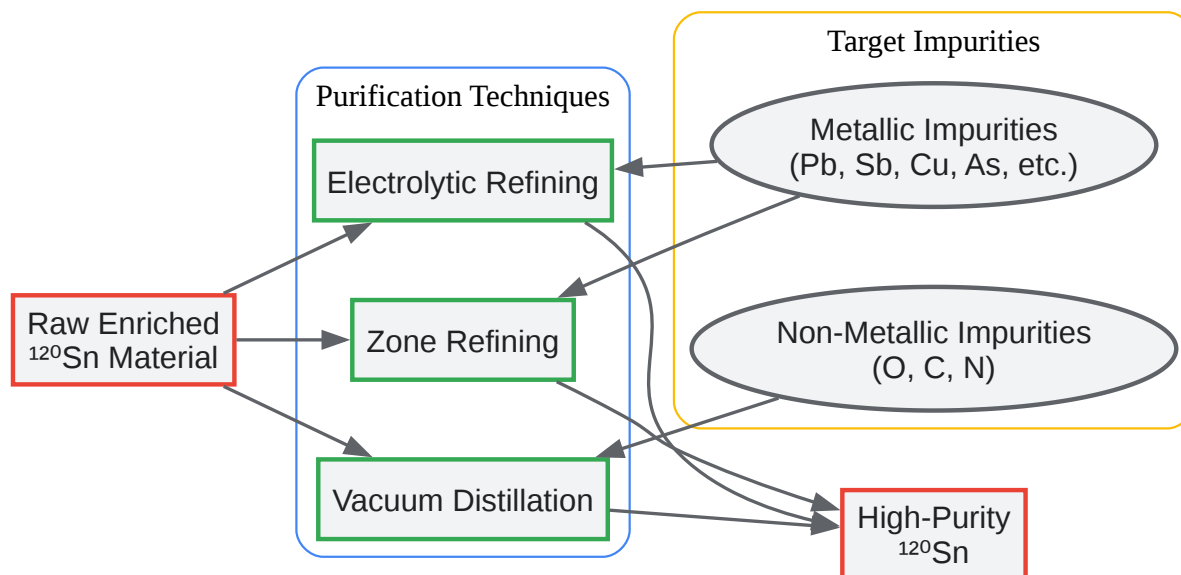 Target Impurities
Purification Techniques
Metallic Impurities
(Pb, Sb, Cu, As, etc.)
Electrolytic Refining
Raw Enriched
¹²⁰Sn Material
Zone Refining
Non-Metallic Impurities
(O, C, N)
Vacuum Distillation
High-Purity
¹²⁰Sn